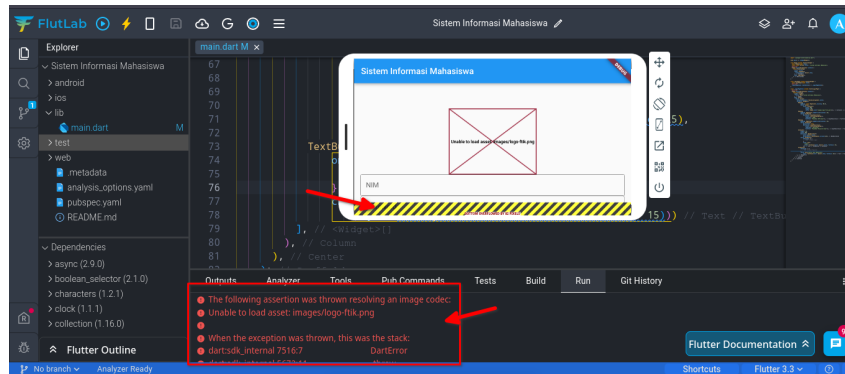 FlutLab
Sistem Informasi Mahasiswa
A
Explorer
main.dart M ×
Sistem Informasi Mahasiswa
android
ios
lib
main.dart M
test
web
.metadata
analysis_options.yaml
pubspec.yaml
README.md
1
Dependencies
async (2.9.0)
boolean_selector (2.1.0)
characters (1.2.1)
clock (1.1.1)
collection (1.16.0)
Flutter Outline
67
68
69
70
71
72
73 TextB
74
75
76 }
77
78 15))) // Text // TextBu
79 ], // <Widget>[]
80 ), // Column
81 ), // Center
5),
Sistem Informasi Mahasiswa
DEBUG
Unable to load asset: images/logo-ftik.png
NIM
Outputs Analyzer Tools Pub Commands Tests Build Run Git History
The following assertion was thrown resolving an image codec:
Unable to load asset: images/logo-ftik.png
When the exception was thrown, this was the stack:
dart:sdk_internal 7516:7 DartError
Flutter Documentation
9
No branch Analyzer Ready Shortcuts Flutter 3.3